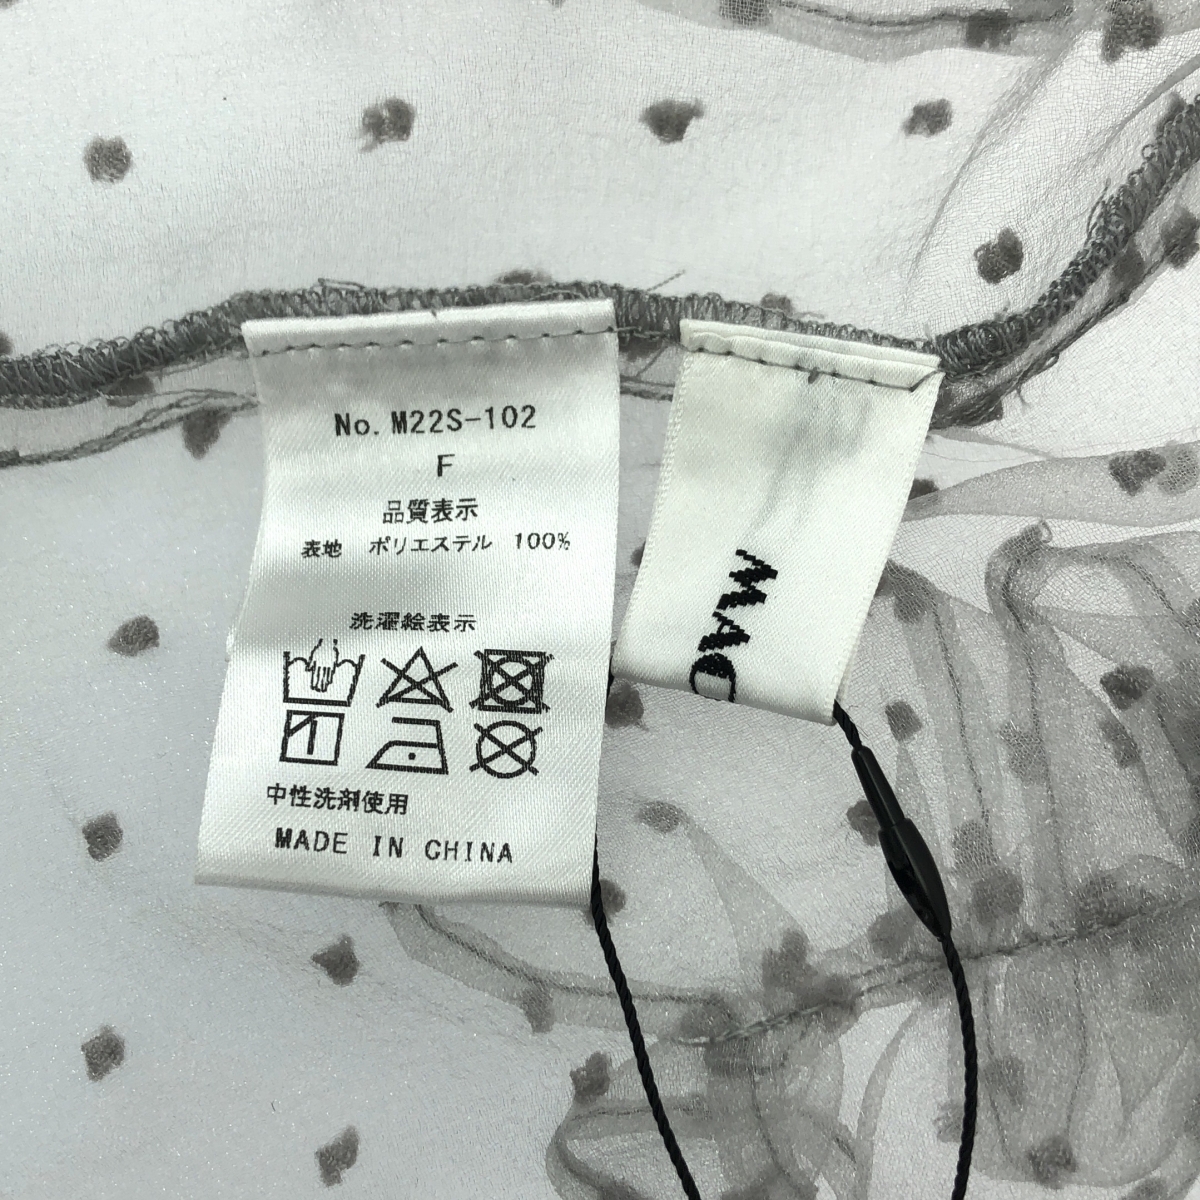 No. M22S-102
F
品質表示
表地 ポリエステル 100%
洗濯絵表示
中性洗剤使用
MADE IN CHINA
MAC